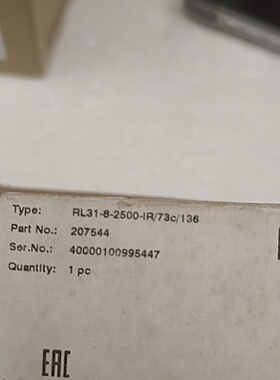 Type: RL31-8-2500-IR/73c/136
Part No.: 207544
Ser.No.: 40000100995447
Quantity: 1 pc
EAC